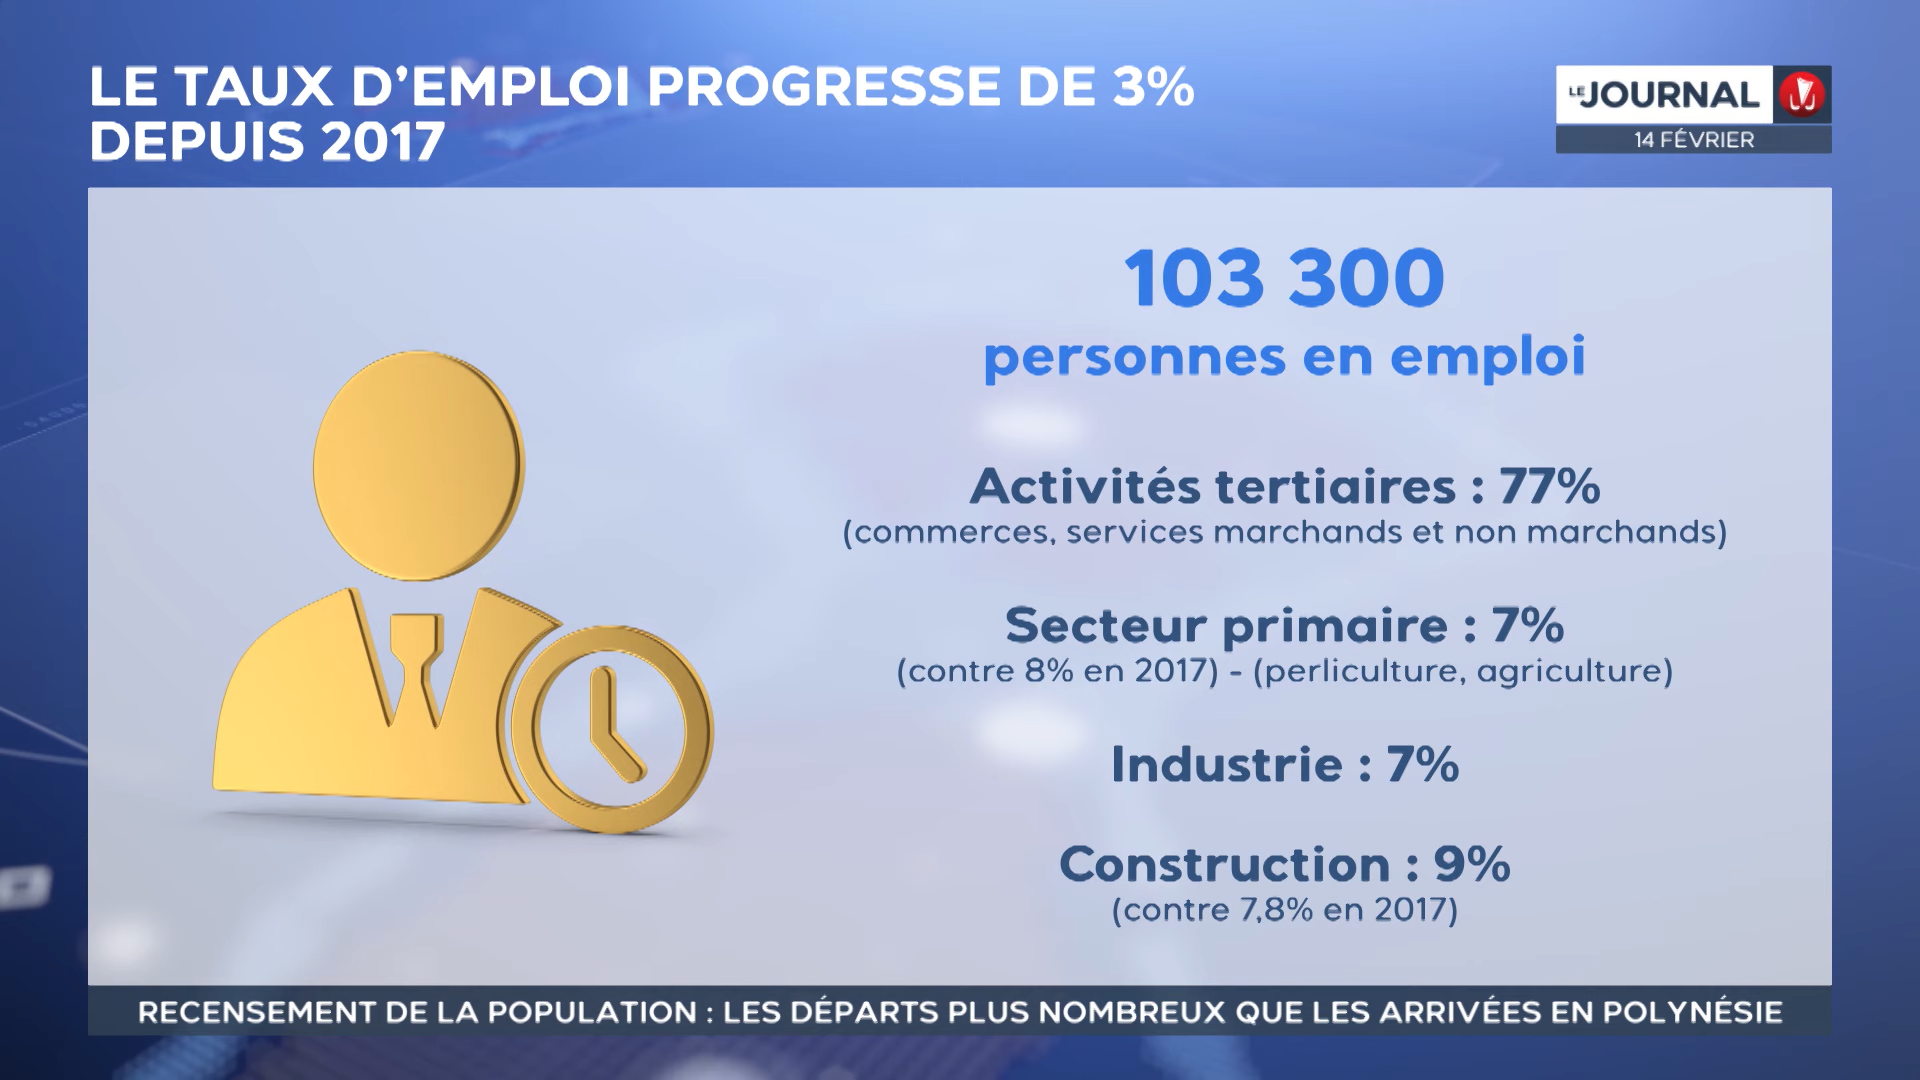 LE TAUX D'EMPLOI PROGRESSE DE 3%
DEPUIS 2017
LE JOURNAL
14 FÉVRIER
103 300
personnes en emploi
Activités tertiaires : 77%
(commerces, services marchands et non marchands)
Secteur primaire : 7%
(contre 8% en 2017) - (perliculture, agriculture)
Industrie : 7%
Construction : 9%
(contre 7,8% en 2017)
RECENSEMENT DE LA POPULATION : LES DÉPARTS PLUS NOMBREUX QUE LES ARRIVÉES EN POLYNÉSIE